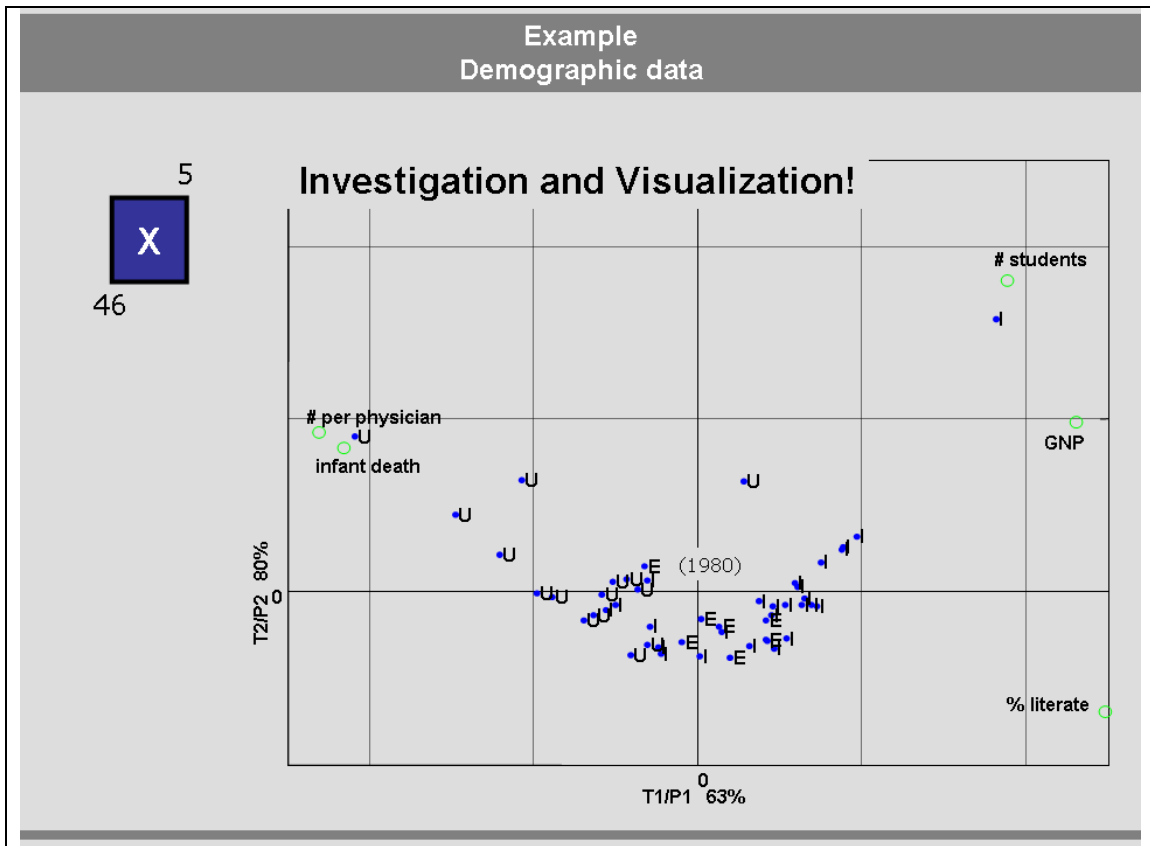 Example
Demographic data
5
X
46
Investigation and Visualization!
# students
I
# per physician
U
infant death
GNP
U
U
U
U
I
I
I
E (1980)
U U I
U
U U
U
I
I
I I I I
U U
I
E
E
E
I
U I
I
E
I
E
I
U
I
I
E
% literate
T2/P2 80%
0
0
T1/P1 63%